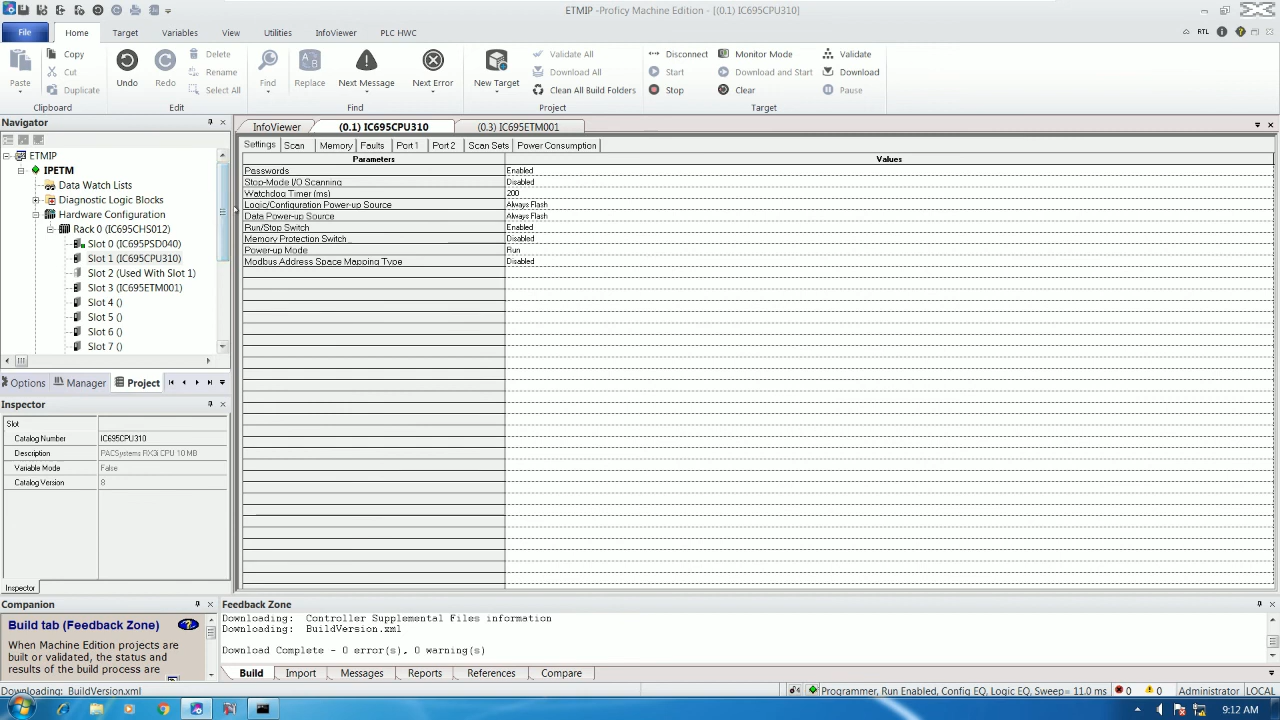 ETMIP - Proficy Machine Edition - [(0.1) IC695CPU310]
File Home Target Variables View Utilities InfoViewer PLC HWC RTL
Paste Copy Cut Duplicate Undo Redo Delete Rename Select All Find Replace Next Message Next Error New Target Validate All Download All Clean All Build Folders Disconnect Start Stop Monitor Mode Download and Start Clear Validate Download Pause
Clipboard Edit Find Project Target
Navigator
ETMIP
IPETM
Data Watch Lists
Diagnostic Logic Blocks
Hardware Configuration
Rack 0 (IC695CHS012)
Slot 0 (IC695PSD040)
Slot 1 (IC695CPU310)
Slot 2 (Used With Slot 1)
Slot 3 (IC695ETM001)
Slot 4 ()
Slot 5 ()
Slot 6 ()
Slot 7 ()
Options Manager Project
Inspector
Slot
Catalog Number IC695CPU310
Description PACSystems RX3i CPU 10 MB
Variable Mode False
Catalog Version 8
Inspector
InfoViewer (0.1) IC695CPU310 (0.3) IC695ETM001
Settings Scan Memory Faults Port 1 Port 2 Scan Sets Power Consumption
Parameters Values
Passwords Enabled
Stop-Mode I/O Scanning Disabled
Watchdog Timer (ms) 200
Logic/Configuration Power-up Source Always Flash
Data Power-up Source Always Flash
Run/Stop Switch Enabled
Memory Protection Switch Disabled
Power-up Mode Run
Modbus Address Space Mapping Type Disabled
Companion
Build tab (Feedback Zone)
When Machine Edition projects are
built or validated, the status and
results of the build process are
Feedback Zone
Downloading: Controller Supplemental Files information
Downloading: BuildVersion.xml
Download Complete - 0 error(s), 0 warning(s)
Build Import Messages Reports References Compare
Downloading: BuildVersion.xml
Programmer, Run Enabled, Config EQ, Logic EQ, Sweep= 11.0 ms 0 0 Administrator LOCAL
9:12 AM